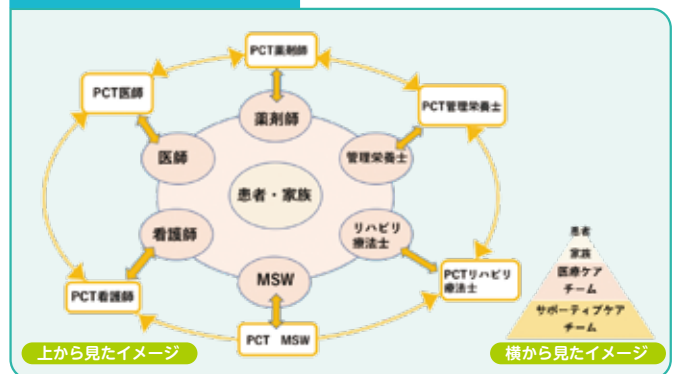 PCT薬剤師
PCT医師
PCT管理栄養士
薬剤師
医師
管理栄養士
患者・家族
看護師
リハビリ
療法士
MSW
PCT看護師
PCTリハビリ
療法士
PCT MSW
患者
家族
医療ケア
チーム
サポーティブケア
チーム
上から見たイメージ
横から見たイメージ